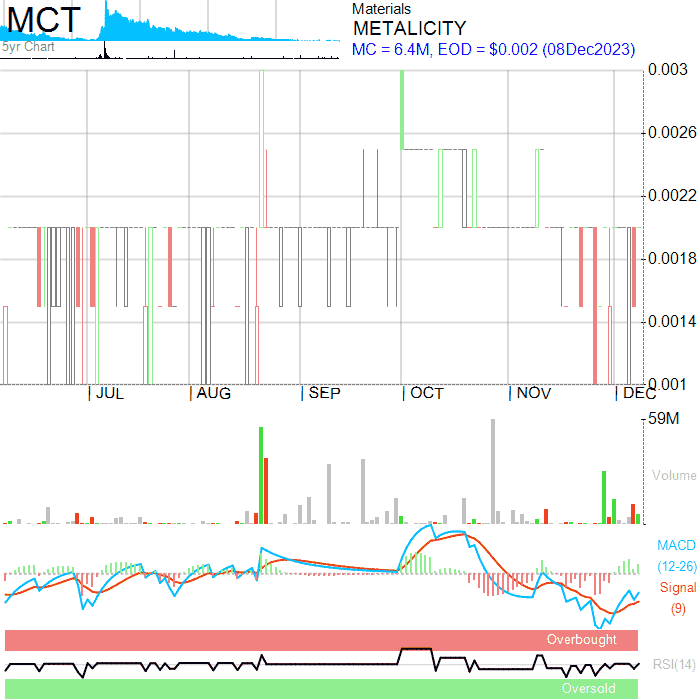 MCT
5yr Chart
Materials
METALICITY
MC = 6.4M, EOD = $0.002 (08Dec2023)
0.003
0.0026
0.0022
0.0018
0.0014
0.001
JUL
AUG
SEP
OCT
NOV
DEC
59M
Volume
MACD
(12-26)
Signal
(9)
Overbought
RSI(14)
Oversold